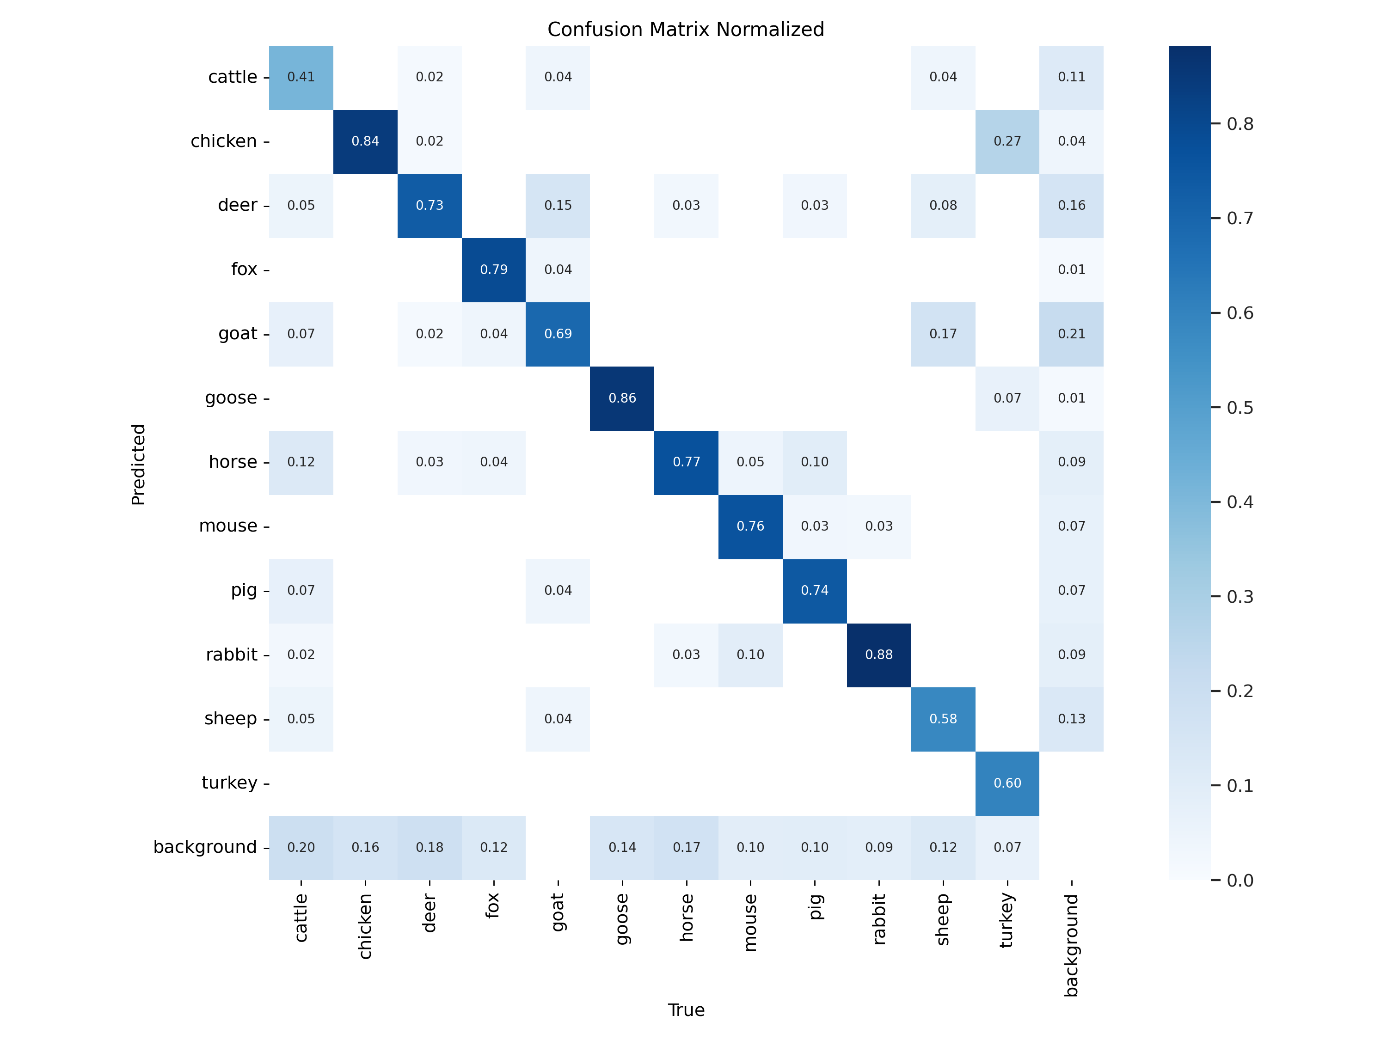 Confusion Matrix Normalized
cattle 0.41 0.02 0.04 0.04 0.11
chicken 0.84 0.02 0.27 0.04
deer 0.05 0.73 0.15 0.03 0.03 0.08 0.16
fox 0.79 0.04 0.01
goat 0.07 0.02 0.04 0.69 0.17 0.21
goose 0.86 0.07 0.01
horse 0.12 0.03 0.04 0.77 0.05 0.10 0.09
mouse 0.76 0.03 0.03 0.07
pig 0.07 0.04 0.74 0.07
rabbit 0.02 0.03 0.10 0.88 0.09
sheep 0.05 0.04 0.58 0.13
turkey 0.60
background 0.20 0.16 0.18 0.12 0.14 0.17 0.10 0.10 0.09 0.12 0.07
cattle chicken deer fox goat goose horse mouse pig rabbit sheep turkey background
True
Predicted
0.8
0.7
0.6
0.5
0.4
0.3
0.2
0.1
0.0